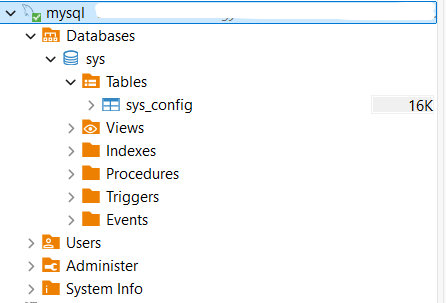 mysql
Databases
sys
Tables
sys_config 16K
Views
Indexes
Procedures
Triggers
Events
Users
Administer
System Info